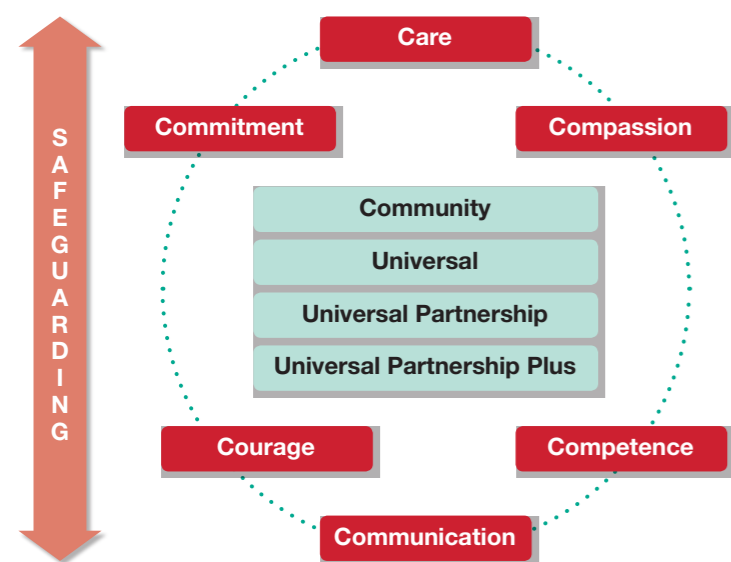 SAFEGUARDING
Care
Commitment
Compassion
Community
Universal
Universal Partnership
Universal Partnership Plus
Courage
Competence
Communication